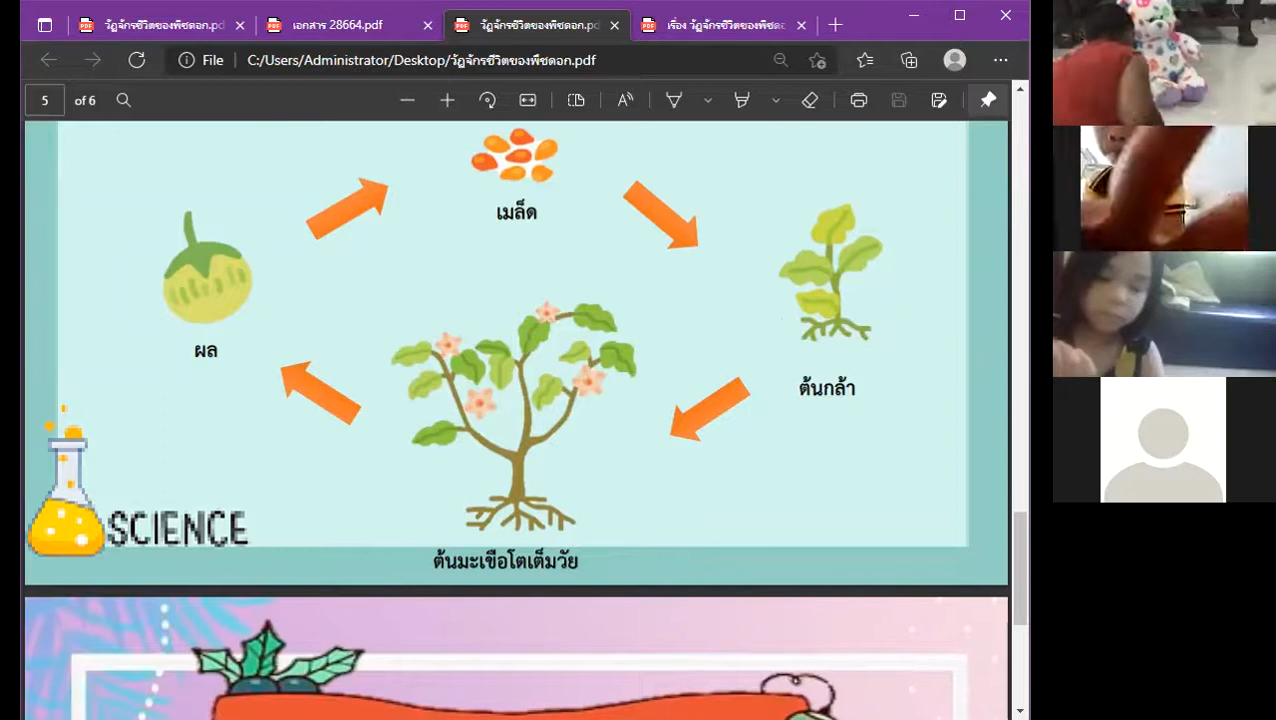 วัฏจักรชีวิตของพืชดอก.pdf
เอกสาร 28664.pdf
วัฏจักรชีวิตของพืชดอก.pd
เรื่อง วัฏจักรชีวิตของพืชดอ
File
C:/Users/Administrator/Desktop/วัฏจักรชีวิตของพืชดอก.pdf
5 of 6
เมล็ด
ผล
ต้นกล้า
SCIENCE
ต้นมะเขือโตเต็มวัย